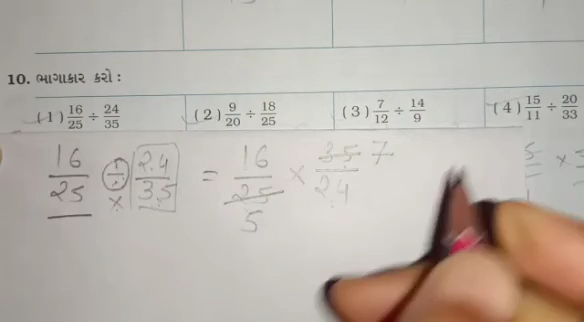 10. ભાગાકાર કરો :
(1) 16/25 ÷ 24/35 (2) 9/20 ÷ 18/25 (3) 7/12 ÷ 14/9 (4) 15/11 ÷ 20/33
16/25 ÷ 24/35 = 16/25 × 35/24 7
×
5